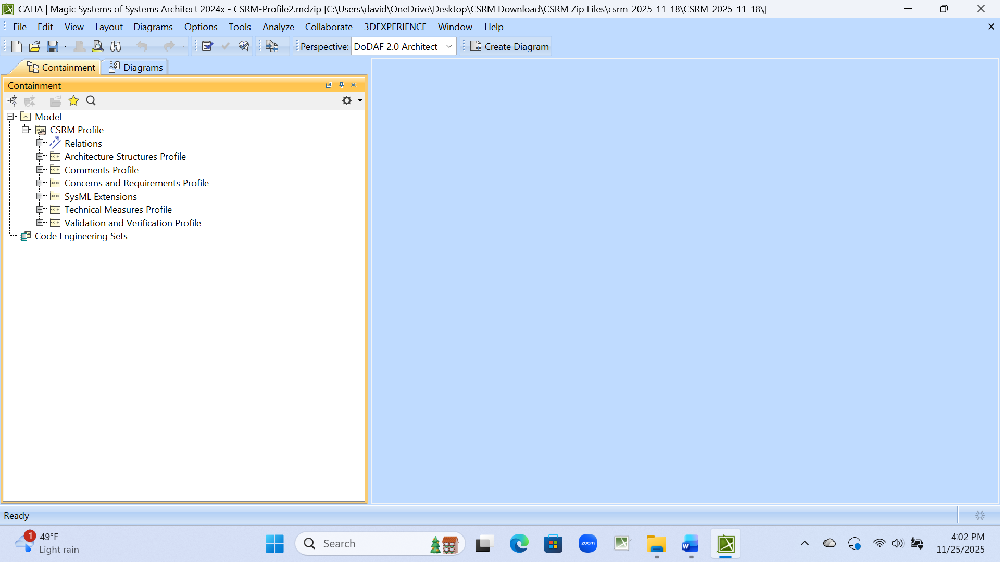 CATIA | Magic Systems of Systems Architect 2024x - CSRM-Profile2.mdzip [C:\Users\david\OneDrive\Desktop\CSRM Download\CSRM Zip Files\csrm_2025_11_18\CSRM_2025_11_18\]
File Edit View Layout Diagrams Options Tools Analyze Collaborate 3DEXPERIENCE Window Help
Perspective: DoDAF 2.0 Architect Create Diagram
Containment Diagrams
Containment
Model
CSRM Profile
Relations
Architecture Structures Profile
Comments Profile
Concerns and Requirements Profile
SysML Extensions
Technical Measures Profile
Validation and Verification Profile
Code Engineering Sets
Ready
1
49°F
Light rain
Search
zoom
W
4:02 PM
11/25/2025